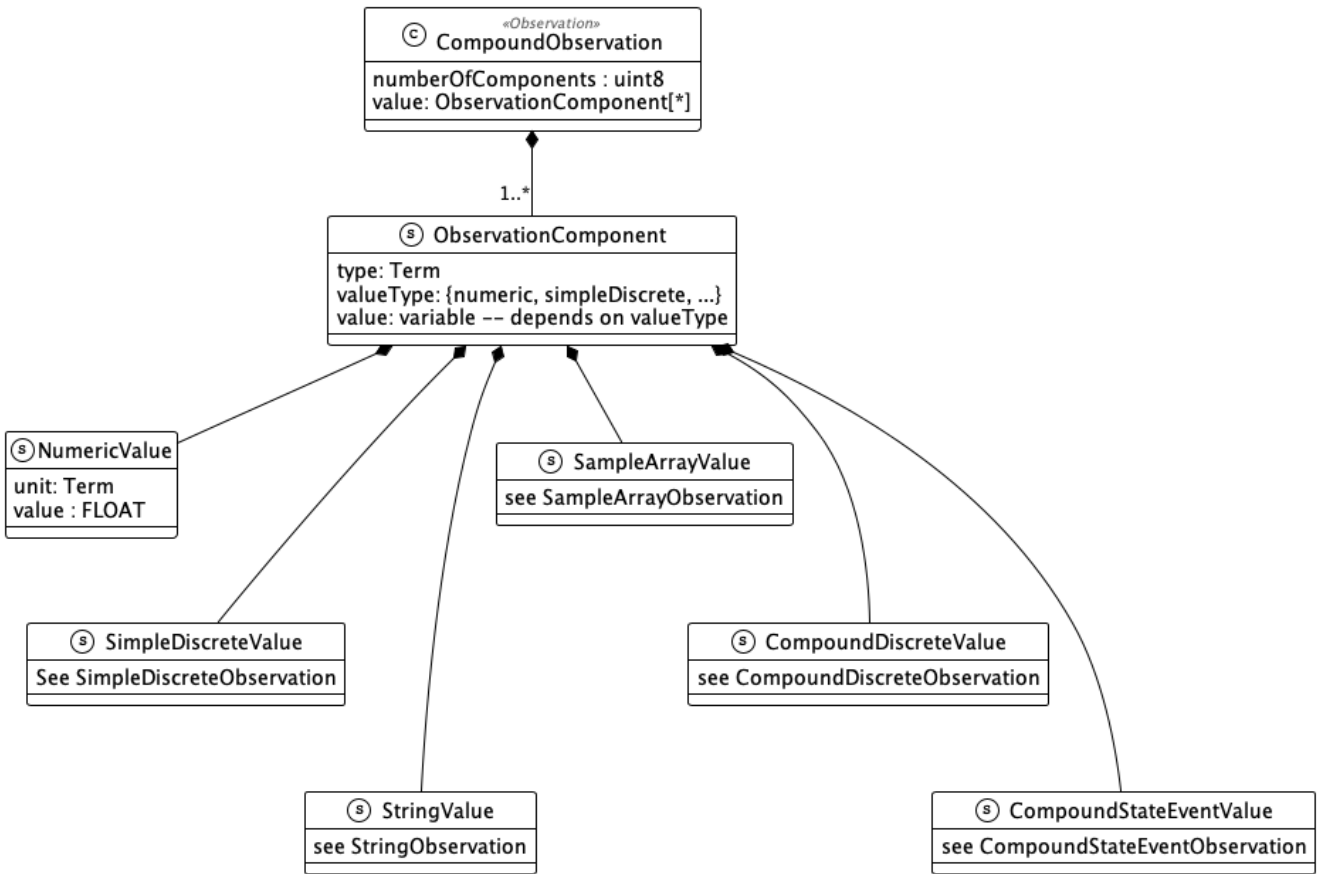 «Observation»
C CompoundObservation
numberOfComponents : uint8
value: ObservationComponent[*]
1..*
S ObservationComponent
type: Term
valueType: {numeric, simpleDiscrete, ...}
value: variable -- depends on valueType
S NumericValue
unit: Term
value : FLOAT
S SampleArrayValue
see SampleArrayObservation
S SimpleDiscreteValue
See SimpleDiscreteObservation
S CompoundDiscreteValue
see CompoundDiscreteObservation
S StringValue
see StringObservation
S CompoundStateEventValue
see CompoundStateEventObservation